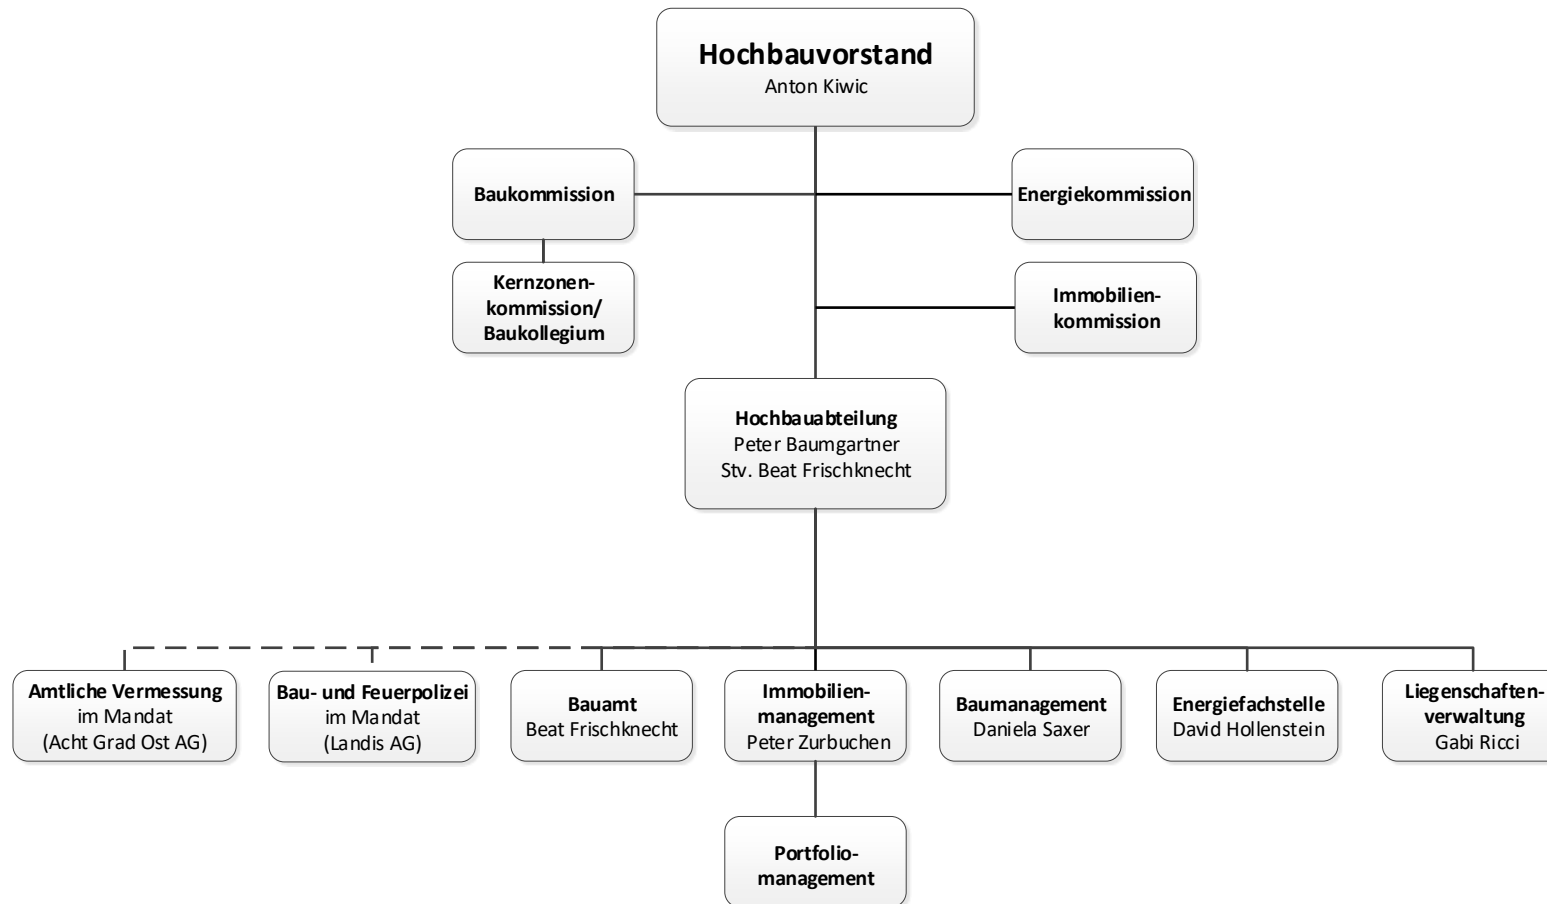 Hochbauvorstand
Anton Kiwic
Baukommission
Energiekommission
Kernzonen-
kommission/
Baukollegium
Immobilien-
kommission
Hochbauabteilung
Peter Baumgartner
Stv. Beat Frischknecht
Amtliche Vermessung
im Mandat
(Acht Grad Ost AG)
Bau- und Feuerpolizei
im Mandat
(Landis AG)
Bauamt
Beat Frischknecht
Immobilien-
management
Peter Zurbuchen
Baumanagement
Daniela Saxer
Energiefachstelle
David Hollenstein
Liegenschaften-
verwaltung
Gabi Ricci
Portfolio-
management